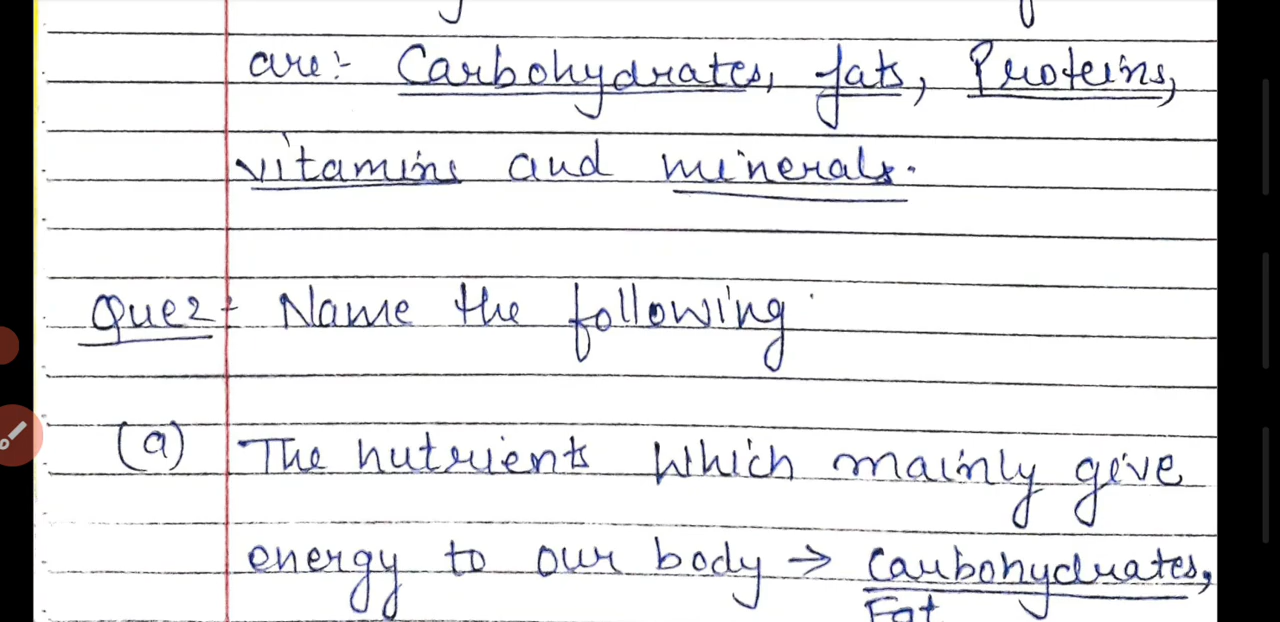 are:- Carbohydrates, fats, Proteins,
vitamins and minerals.
Que2:- Name the following
(a) The nutrients which mainly give
energy to our body → carbohydrates,
Fat